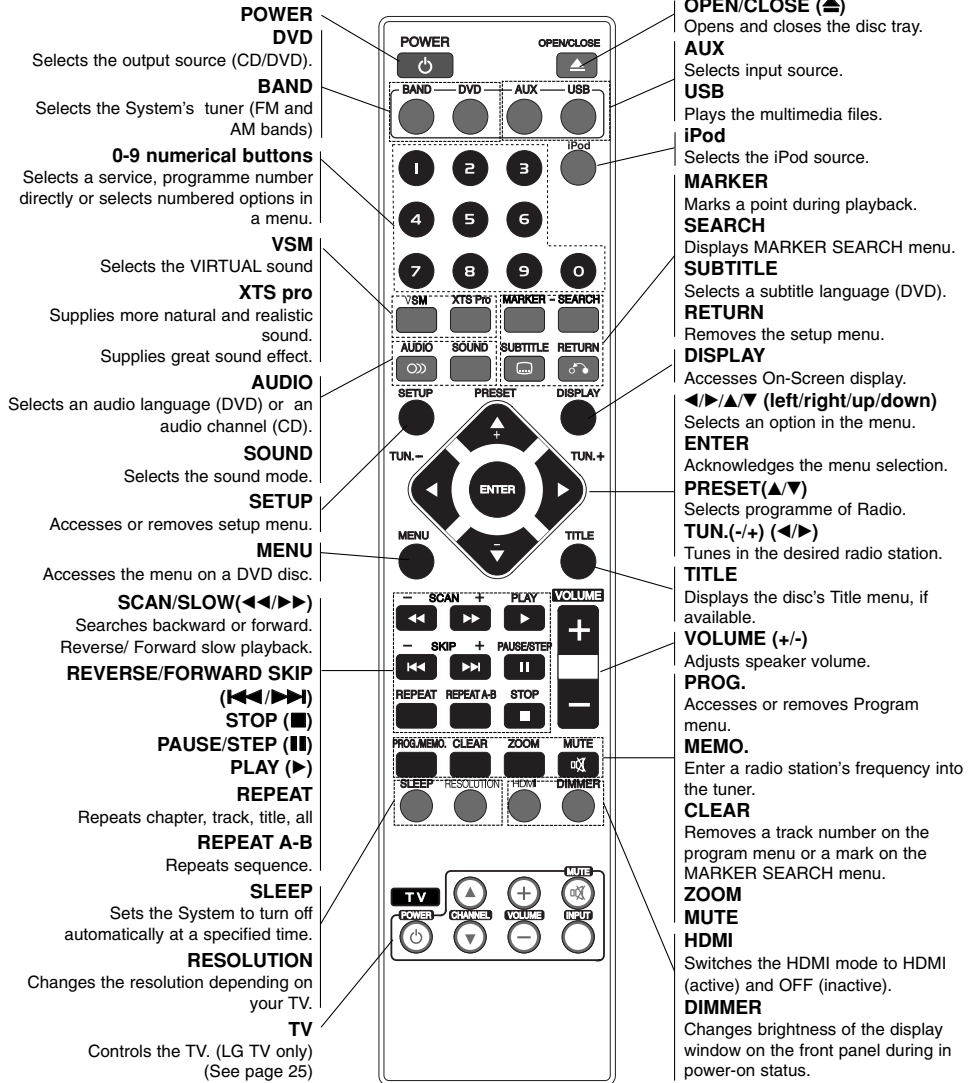 POWER
DVD
Selects the output source (CD/DVD).
BAND
Selects the System's tuner (FM and
AM bands)
0-9 numerical buttons
Selects a service, programme number
directly or selects numbered options in
a menu.
VSM
Selects the VIRTUAL sound
XTS pro
Supplies more natural and realistic
sound.
Supplies great sound effect.
AUDIO
Selects an audio language (DVD) or an
audio channel (CD).
SOUND
Selects the sound mode.
SETUP
Accesses or removes setup menu.
MENU
Accesses the menu on a DVD disc.
SCAN/SLOW(◀◀/▶▶)
Searches backward or forward.
Reverse/ Forward slow playback.
REVERSE/FORWARD SKIP
(|◀◀/▶▶|)
STOP (■)
PAUSE/STEP (▮▮)
PLAY (▶)
REPEAT
Repeats chapter, track, title, all
REPEAT A-B
Repeats sequence.
SLEEP
Sets the System to turn off
automatically at a specified time.
RESOLUTION
Changes the resolution depending on
your TV.
TV
Controls the TV. (LG TV only)
(See page 25)
POWER OPEN/CLOSE
BAND DVD AUX USB
iPod
1 2 3
4 5 6
7 8 9 0
VSM XTS Pro MARKER - SEARCH
AUDIO SOUND SUBTITLE RETURN
SETUP PRESET DISPLAY
+
TUN.- TUN.+
ENTER
−
MENU TITLE
− SCAN + PLAY VOLUME
+
− SKIP + PAUSE/STEP
−
REPEAT REPEAT A-B STOP
PROG./MEMO. CLEAR ZOOM MUTE
SLEEP RESOLUTION HDMI DIMMER
MUTE
TV
+
POWER CHANNEL VOLUME INPUT
−
OPEN/CLOSE (⏏)
Opens and closes the disc tray.
AUX
Selects input source.
USB
Plays the multimedia files.
iPod
Selects the iPod source.
MARKER
Marks a point during playback.
SEARCH
Displays MARKER SEARCH menu.
SUBTITLE
Selects a subtitle language (DVD).
RETURN
Removes the setup menu.
DISPLAY
Accesses On-Screen display.
◀/▶/▲/▼ (left/right/up/down)
Selects an option in the menu.
ENTER
Acknowledges the menu selection.
PRESET(▲/▼)
Selects programme of Radio.
TUN.(-/+) (◀/▶)
Tunes in the desired radio station.
TITLE
Displays the disc's Title menu, if
available.
VOLUME (+/-)
Adjusts speaker volume.
PROG.
Accesses or removes Program
menu.
MEMO.
Enter a radio station's frequency into
the tuner.
CLEAR
Removes a track number on the
program menu or a mark on the
MARKER SEARCH menu.
ZOOM
MUTE
HDMI
Switches the HDMI mode to HDMI
(active) and OFF (inactive).
DIMMER
Changes brightness of the display
window on the front panel during in
power-on status.